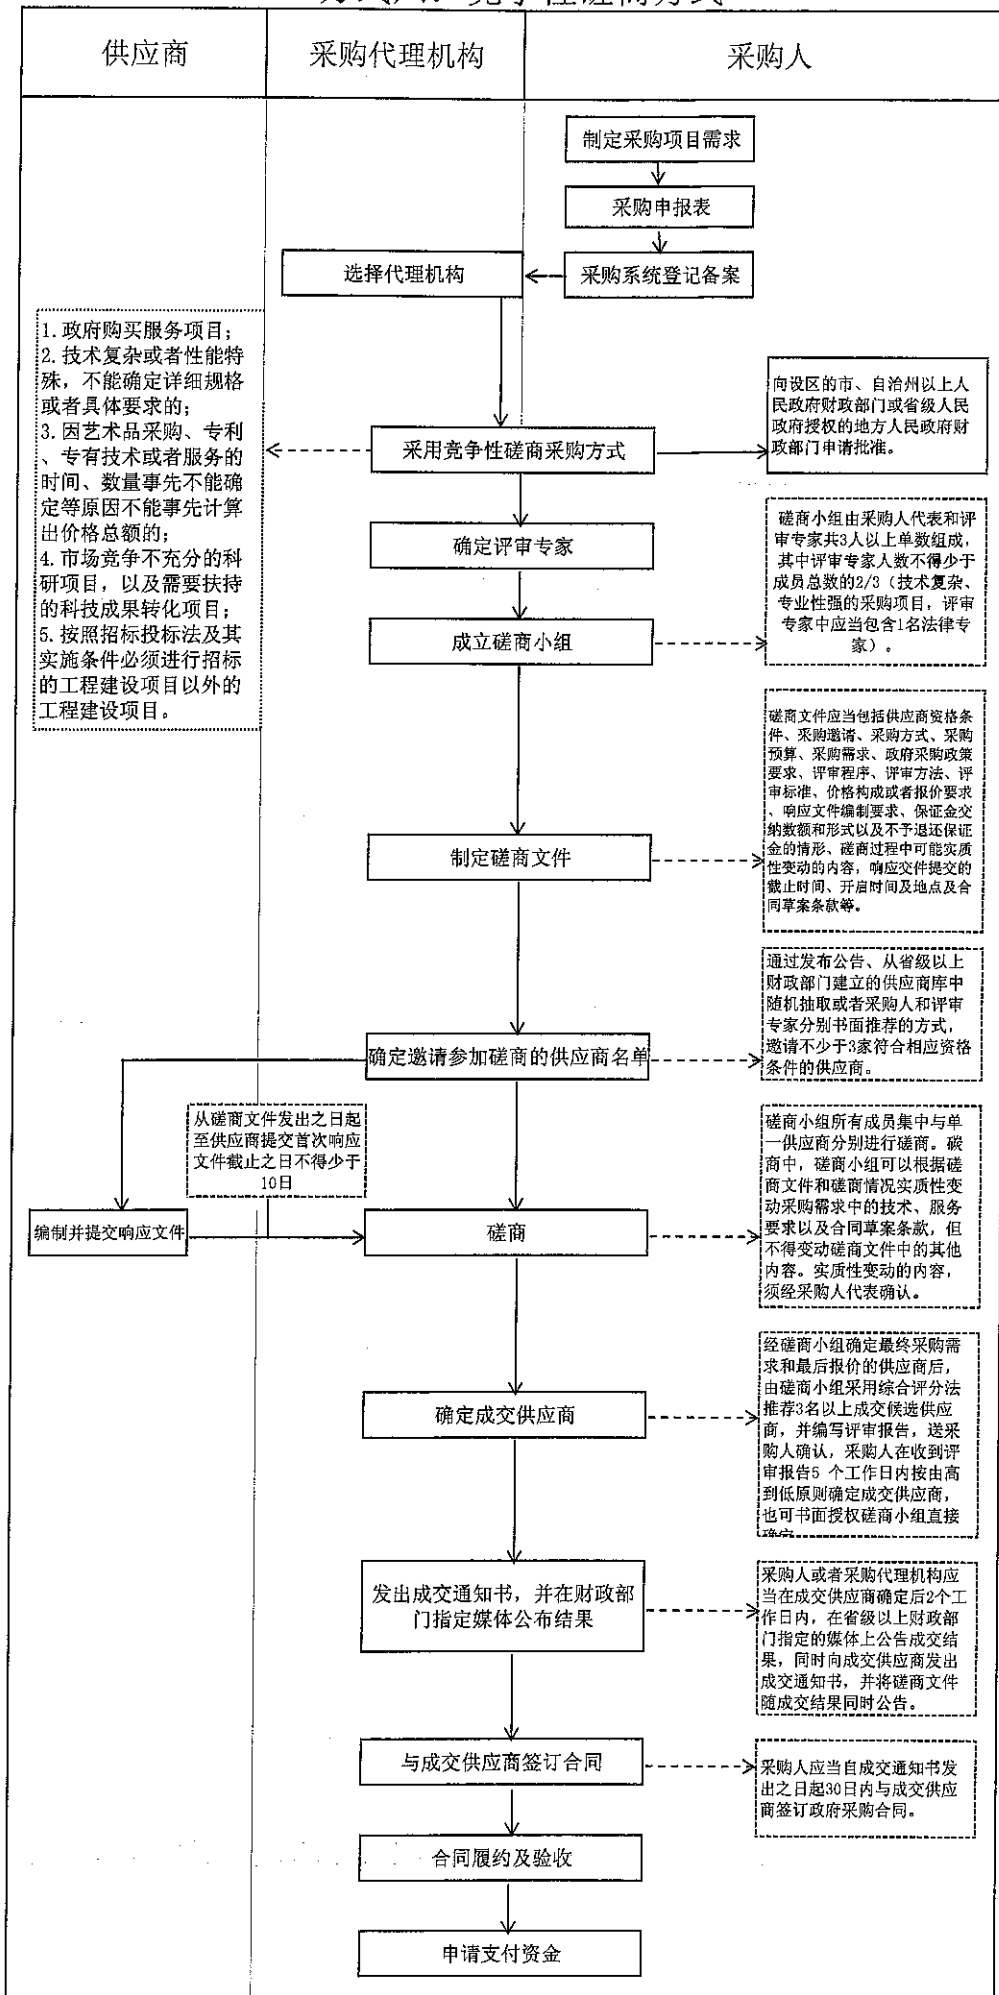 供应商
采购代理机构
采购人
制定采购项目需求
采购申报表
选择代理机构
采购系统登记备案
1.政府购买服务项目；
2.技术复杂或者性能特
殊，不能确定详细规格
或者具体要求的；
3.因艺术品采购、专利
、专有技术或者服务的
时间、数量事先不能确
定等原因不能事先计算
出价格总额的；
4.市场竞争不充分的科
研项目，以及需要扶持
的科技成果转化项目；
5.按照招标投标法及其
实施条件必须进行招标
的工程建设项目以外的
工程建设项目。
采用竞争性磋商采购方式
向设区的市、自治州以上人
民政府财政部门或省级人民
政府授权的地方人民政府财
政部门申请批准。
确定评审专家
成立磋商小组
磋商小组由采购人代表和评
审专家共3人以上单数组成，
其中评审专家人数不得少于
成员总数的2/3（技术复杂、
专业性强的采购项目，评审
专家中应当包含1名法律专
家）。
制定磋商文件
磋商文件应当包括供应商资格条
件、采购邀请、采购方式、采购
预算、采购需求、政府采购政策
要求、评审程序、评审方法、评
审标准、价格构成或者报价要求
、响应文件编制要求、保证金交
纳数额和形式以及不予退还保证
金的情形、磋商过程中可能实质
性变动的内容，响应交件提交的
截止时间、开启时间及地点及合
同草案条款等。
确定邀请参加磋商的供应商名单
通过发布公告、从省级以上
财政部门建立的供应商库中
随机抽取或者采购人和评审
专家分别书面推荐的方式，
邀请不少于3家符合相应资格
条件的供应商。
从磋商文件发出之日起
至供应商提交首次响应
文件截止之日不得少于
10日
编制并提交响应文件
磋商
磋商小组所有成员集中与单
一供应商分别进行磋商。磋
商中，磋商小组可以根据磋
商文件和磋商情况实质性变
动采购需求中的技术、服务
要求以及合同草案条款，但
不得变动磋商文件中的其他
内容。实质性变动的内容，
须经采购人代表确认。
确定成交供应商
经磋商小组确定最终采购需
求和最后报价的供应商后，
由磋商小组采用综合评分法
推荐3名以上成交候选供应
商，并编写评审报告，送采
购人确认，采购人在收到评
审报告5 个工作日内按由高
到低原则确定成交供应商，
也可书面授权磋商小组直接
发出成交通知书，并在财政部
门指定媒体公布结果
采购人或者采购代理机构应
当在成交供应商确定后2个工
作日内，在省级以上财政部
门指定的媒体上公告成交结
果，同时向成交供应商发出
成交通知书，并将磋商文件
随成交结果同时公告。
与成交供应商签订合同
采购人应当自成交通知书发
出之日起30日内与成交供应
商签订政府采购合同。
合同履约及验收
申请支付资金